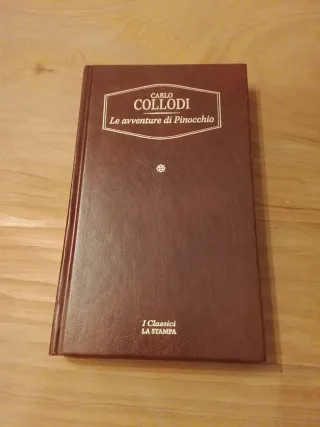 CARLO
COLLODI
Le avventure di Pinocchio
I Classici
LA STAMPA